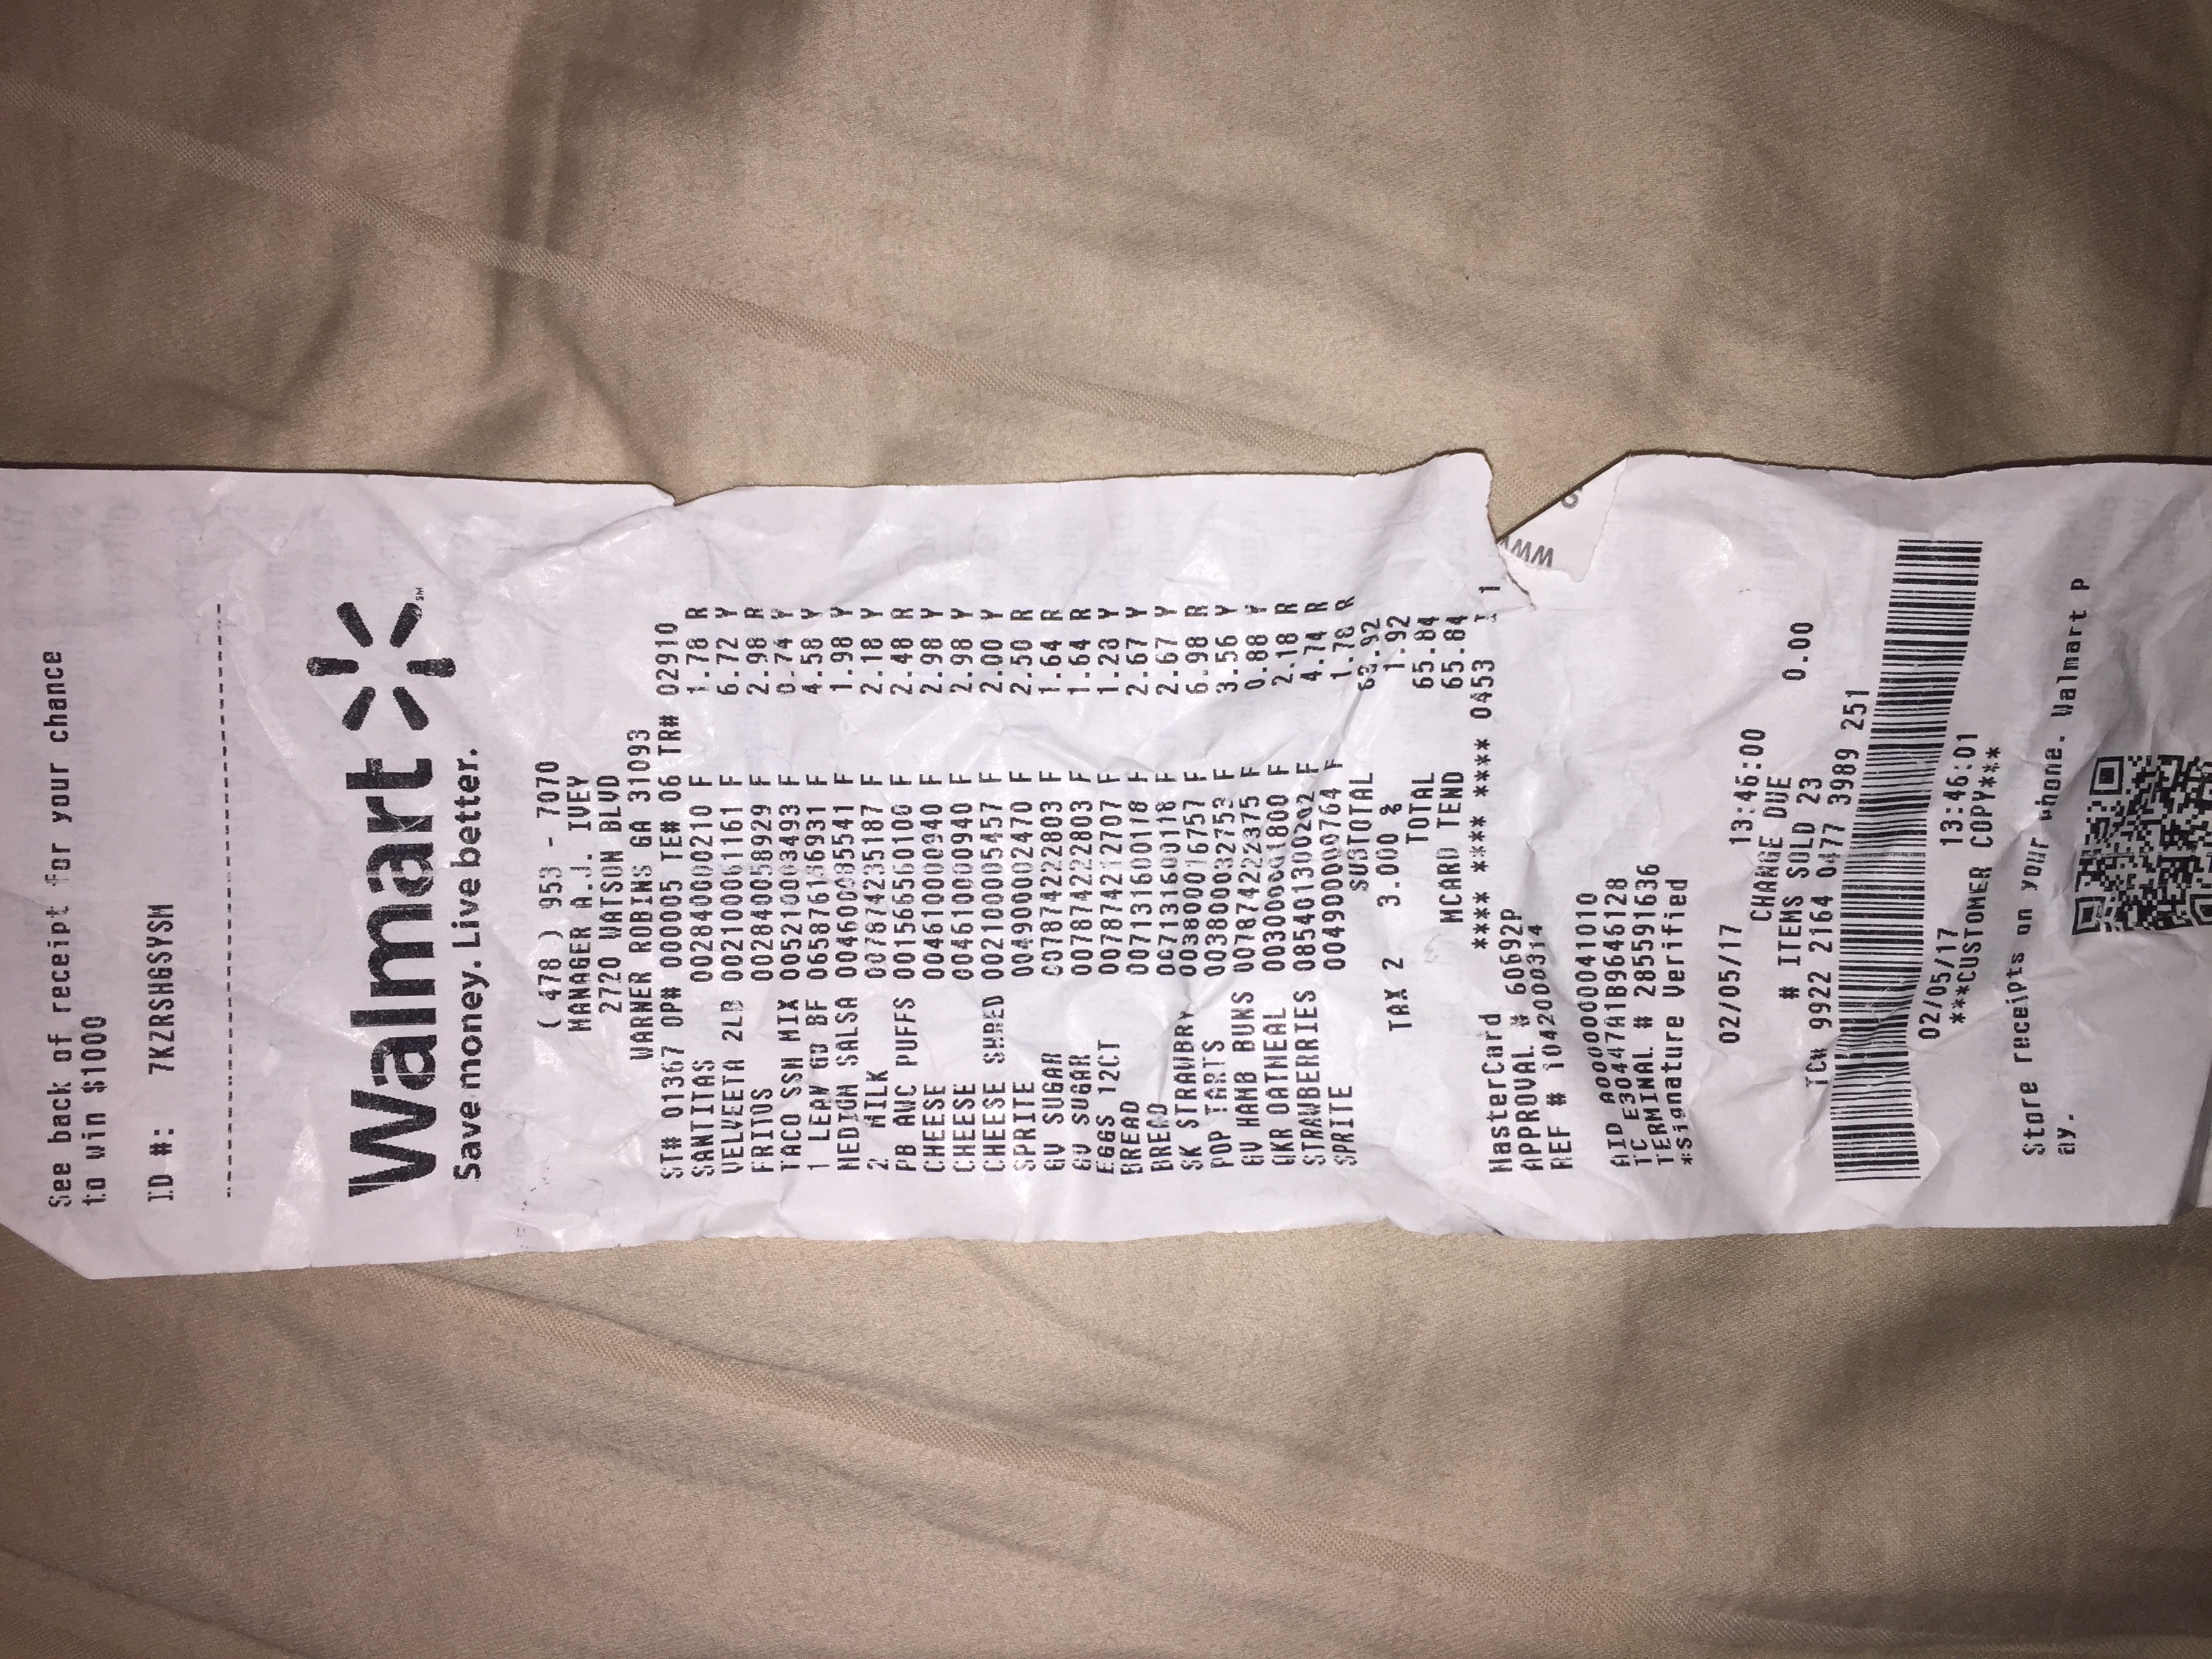 See back of receipt for your chance
to win $1000
ID #: 7KZRSHGSYSM
Walmart
SM
Save money. Live better.
( 478 ) 953 - 7070
MANAGER A.J. IVEY
2720 WATSON BLVD
WARNER ROBINS GA 31093
ST# 01367 OP# 000005 TE# 06 TR# 02910
SANTITAS 002840000210 F 1.78 R
VELVEETA 2LB 002100061161 F 6.72 Y
FRITOS 002840058929 F 2.98 R
TACO SSN MIX 005210003493 F 0.74 Y
1 LEAN GD BF 065876136931 F 4.58 Y
MEDIUM SALSA 004600085541 F 1.98 Y
2 MILK 007874235187 F 2.18 Y
PB AWC PUFFS 001566560100 F 2.48 R
CHEESE 004610000940 F 2.98 Y
CHEESE 004610000940 F 2.98 Y
CHEESE SHRED 002100005457 F 2.00 Y
SPRITE 004900002470 F 2.50 R
GV SUGAR 007874222803 F 1.64 R
GV SUGAR 007874222803 F 1.64 R
EGGS 12CT 007874212707 F 1.23 Y
BREAD 007131600118 F 2.67 Y
BREAD 007131600118 F 2.67 Y
SK STRAWBRY 003800016757 F 6.98 R
POP TARTS 003800032753 F 3.56 Y
GV HAMB BUNS 007874222375 F 0.88 Y
QKR OATMEAL 003000001800 F 2.18 R
STRAWBERRIES 085401300202 F 4.74 R
SPRITE 004900000764 F 1.78 R
SUBTOTAL 63.92
TAX 2 3.000 % 1.92
TOTAL 65.84
MCARD TEND 65.84
MasterCard **** **** **** 0453 I 1
APPROVAL # 60692P
REF # 1042000314
AID A0000000041010
TC E30447A1B9646128
TERMINAL # 285591636
*Signature Verified
02/05/17 13:46:00
CHANGE DUE 0.00
# ITEMS SOLD 23
TC# 9922 2164 0477 3989 251
02/05/17 13:46:01
***CUSTOMER COPY***
Store receipts on your phone. Walmart P
ay.
www